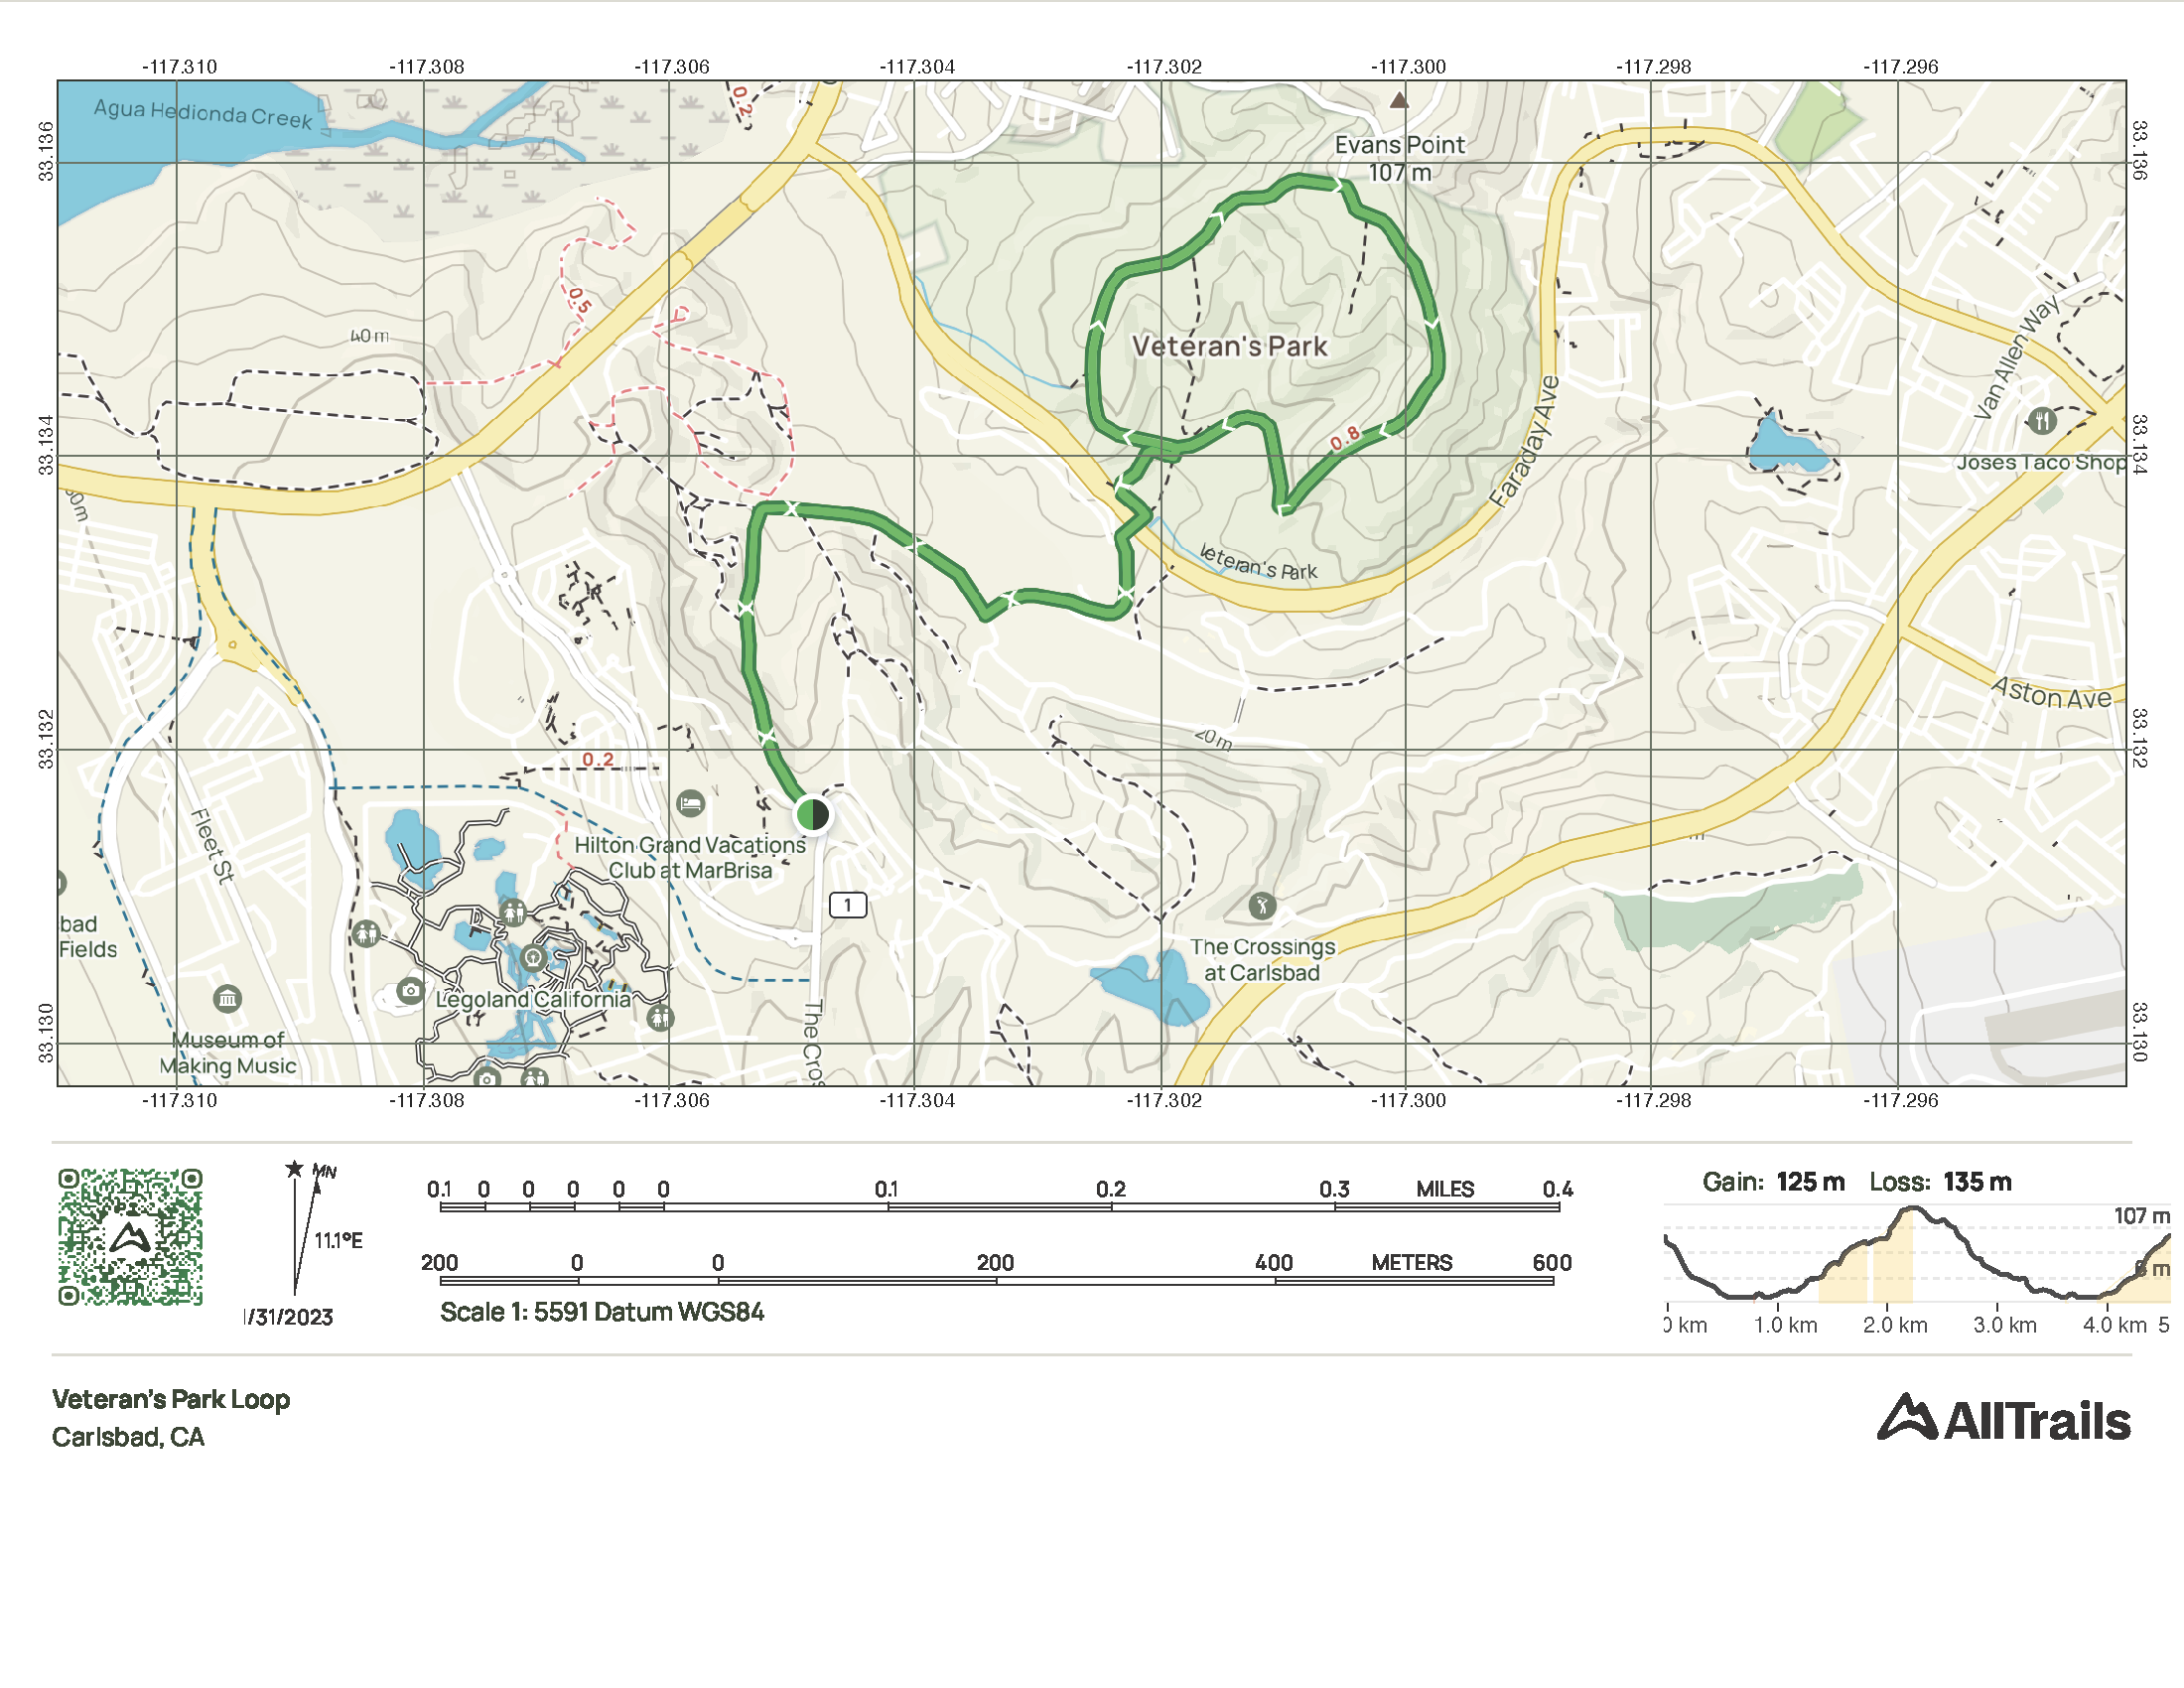 -117.310 -117.308 -117.306 -117.304 -117.302 -117.300 -117.298 -117.296
Agua Hedionda Creek
0.2
Evans Point
107 m
33.136
33.136
0.5
40 m
Veteran's Park
Van Allen Way
33.134
33.134
0.8
Faraday Ave
Joses Taco Shop
Veteran's Park
Aston Ave
33.132
33.132
20 m
0.2
Fleet St
Hilton Grand Vacations
Club at MarBrisa
1
bad
Fields
The Crossings
at Carlsbad
Legoland California
The Cros
Museum of
Making Music
33.130
33.130
-117.310 -117.308 -117.306 -117.304 -117.302 -117.300 -117.298 -117.296
MN
11.1°E
/31/2023
0.1 0 0 0 0 0 0.1 0.2 0.3 MILES 0.4
200 0 0 200 400 METERS 600
Scale 1: 5591 Datum WGS84
Gain: 125 m Loss: 135 m
107 m
6 m
0 km 1.0 km 2.0 km 3.0 km 4.0 km 5
Veteran's Park Loop
Carlsbad, CA
AllTrails